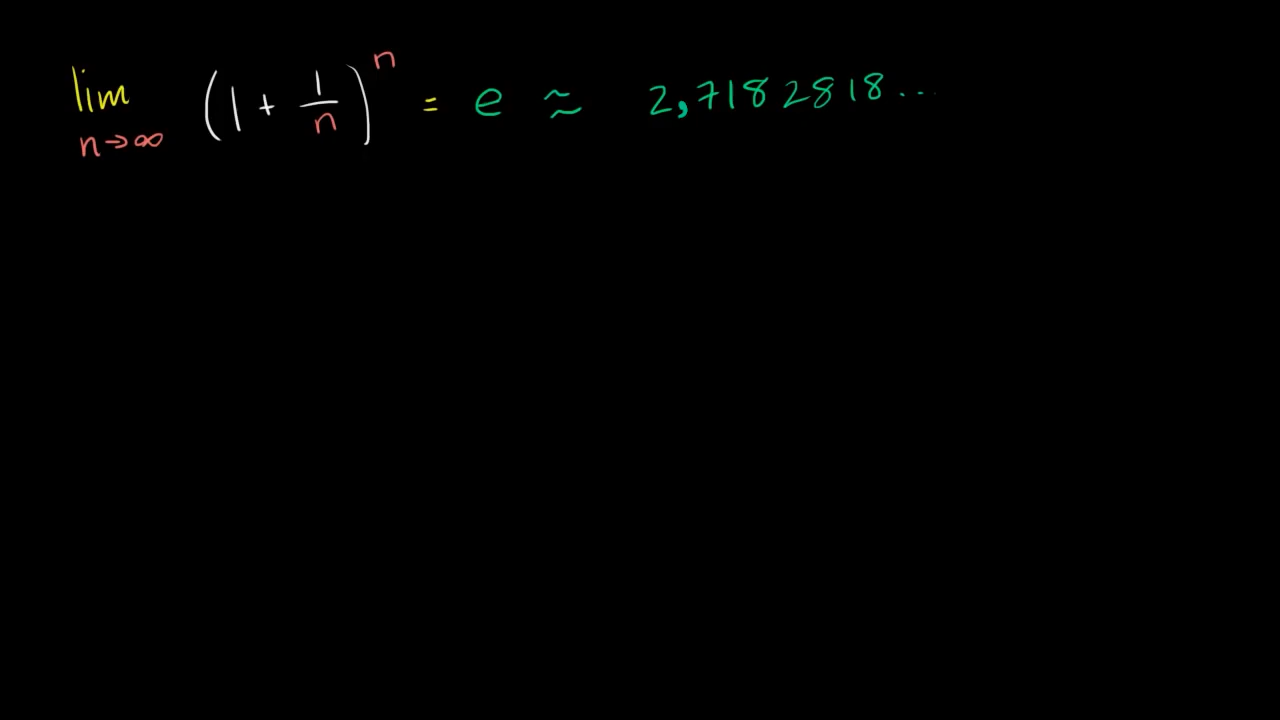 lim n→∞ (1 + 1/n)^n = e ≈ 2,7182818...